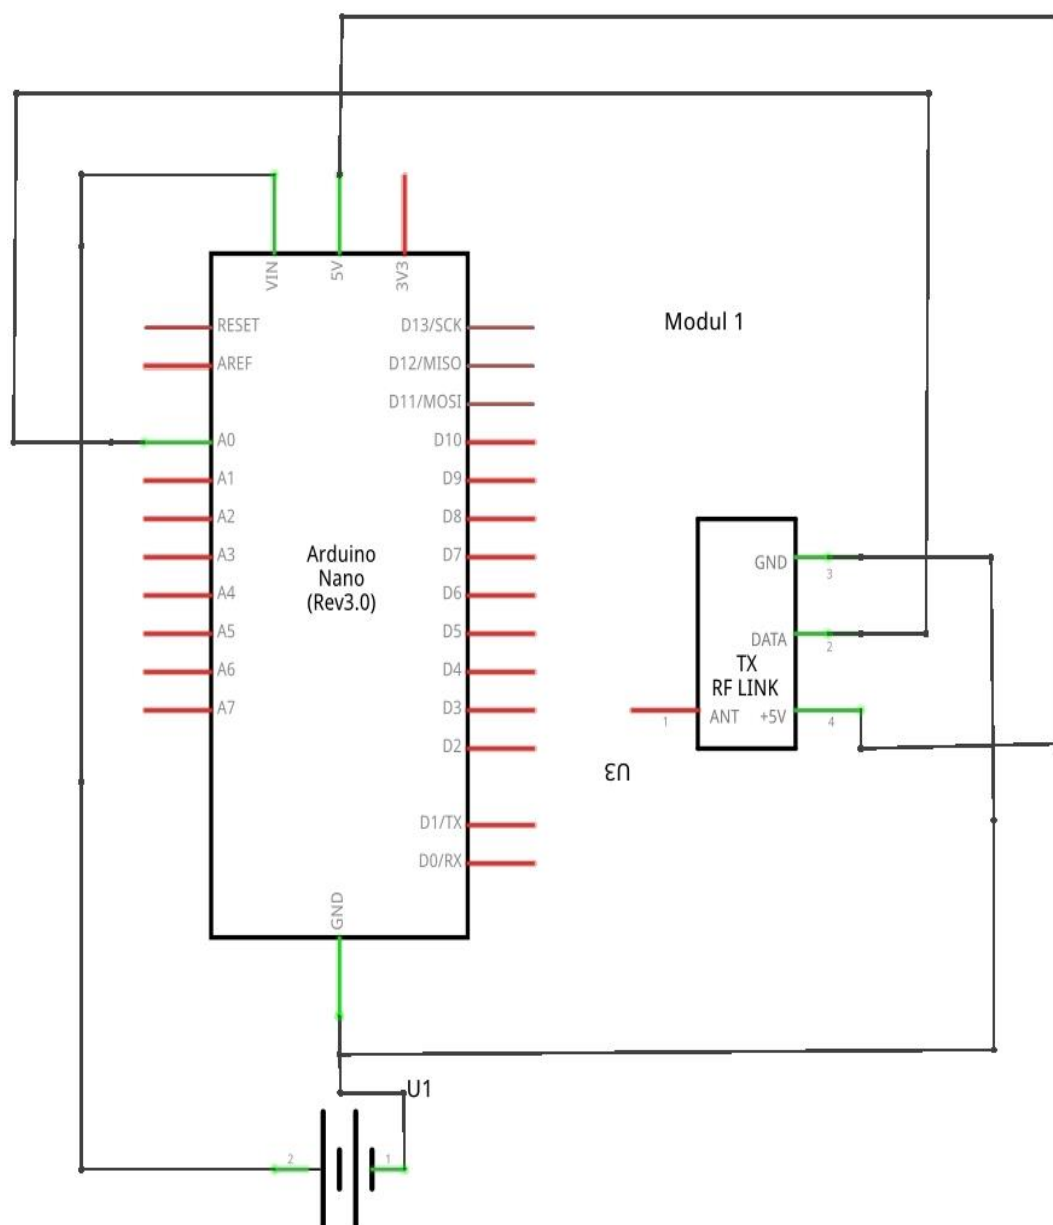 VIN
5V
3V3
RESET
AREF
A0
A1
A2
A3
A4
A5
A6
A7
D13/SCK
D12/MISO
D11/MOSI
D10
D9
D8
D7
D6
D5
D4
D3
D2
D1/TX
D0/RX
Arduino
Nano
(Rev3.0)
GND
Modul 1
GND
3
DATA
2
TX
RF LINK
1
ANT
+5V
4
U3
U1
2
1